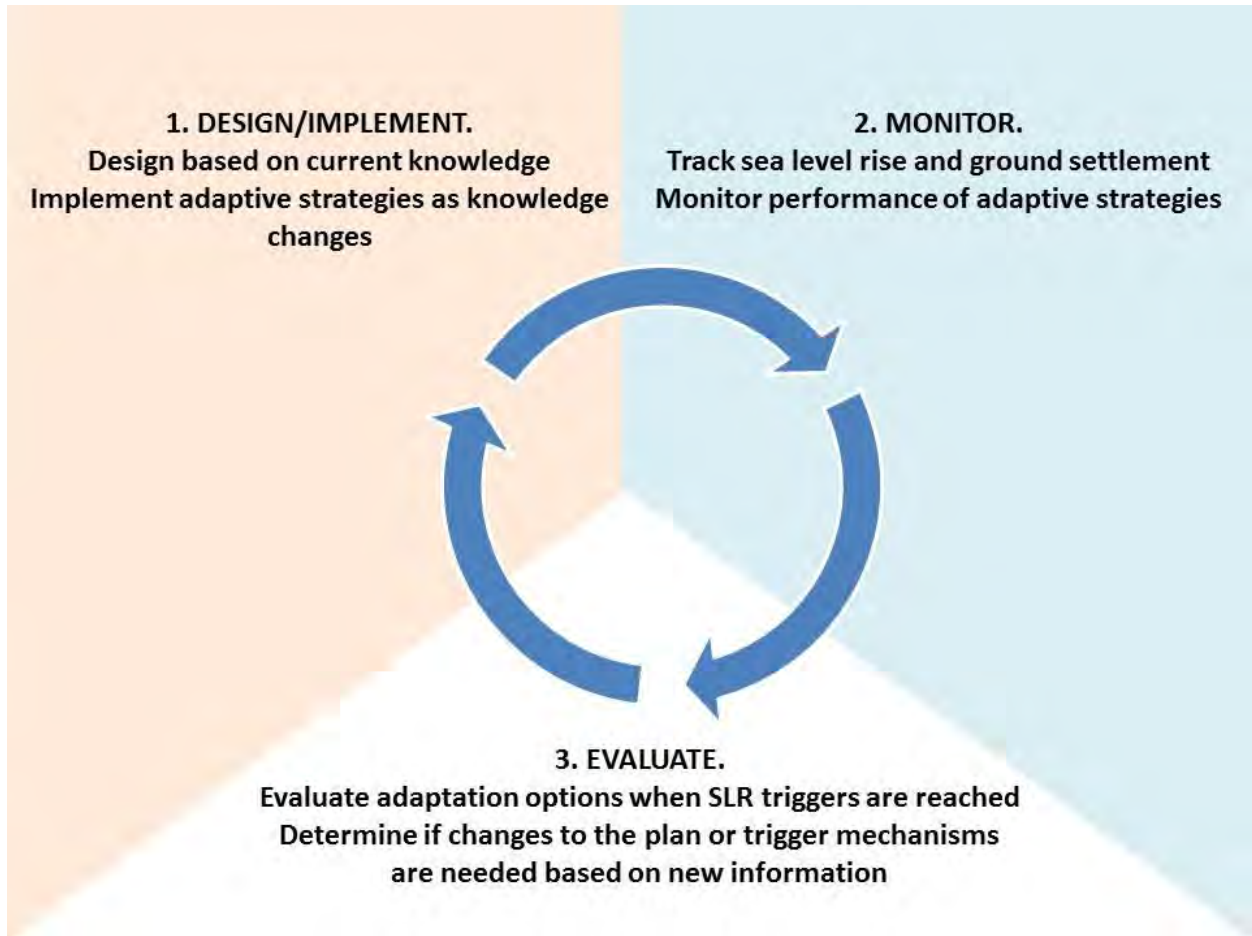 1. DESIGN/IMPLEMENT.
Design based on current knowledge
Implement adaptive strategies as knowledge
changes
2. MONITOR.
Track sea level rise and ground settlement
Monitor performance of adaptive strategies
3. EVALUATE.
Evaluate adaptation options when SLR triggers are reached
Determine if changes to the plan or trigger mechanisms
are needed based on new information